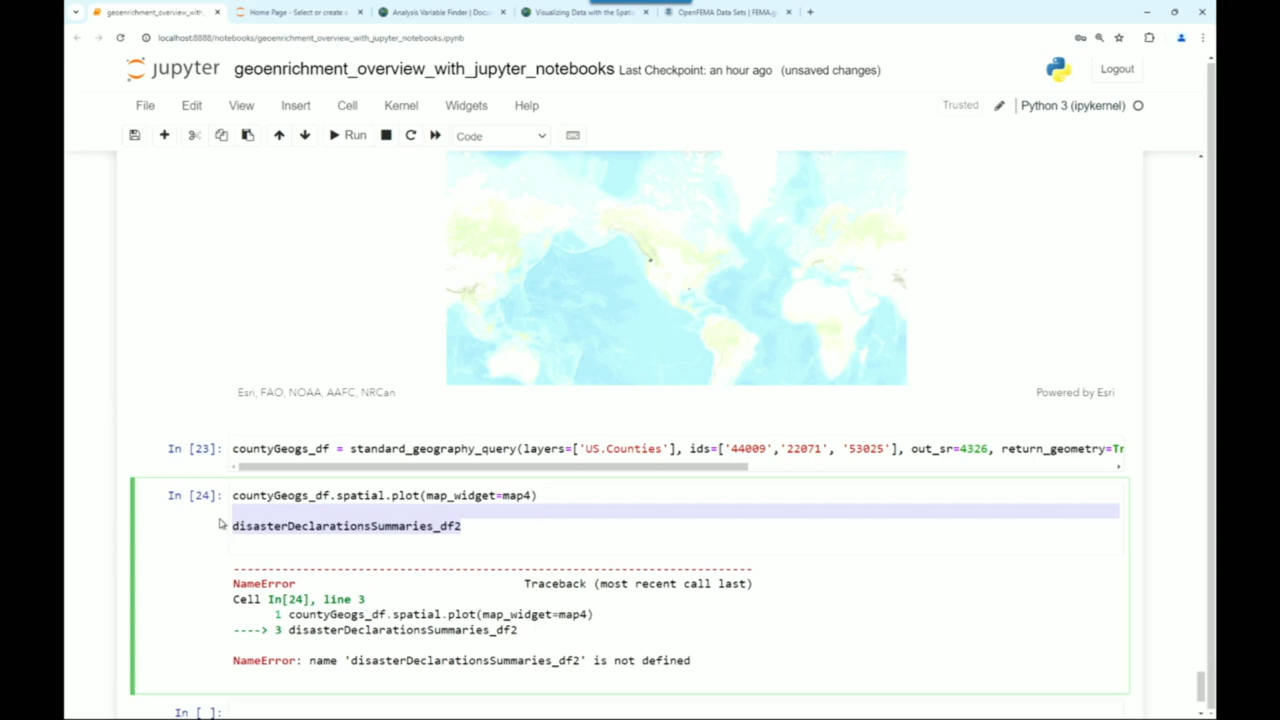 geoenrichment_overview_with_
Home Page - Select or create a
Analysis Variable Finder | Docu
Visualizing Data with the Spati
OpenFEMA Data Sets | FEMA.g
localhost:8888/notebooks/geoenrichment_overview_with_jupyter_notebooks.ipynb
jupyter geoenrichment_overview_with_jupyter_notebooks Last Checkpoint: an hour ago (unsaved changes)
Logout
File Edit View Insert Cell Kernel Widgets Help
Trusted
Python 3 (ipykernel)
Run
Code
Esri, FAO, NOAA, AAFC, NRCan
Powered by Esri
In [23]: countyGeogs_df = standard_geography_query(layers=['US.Counties'], ids=['44009','22071', '53025'], out_sr=4326, return_geometry=Tr
In [24]: countyGeogs_df.spatial.plot(map_widget=map4)
disasterDeclarationsSummaries_df2
---------------------------------------------------------------------------
NameError Traceback (most recent call last)
Cell In[24], line 3
1 countyGeogs_df.spatial.plot(map_widget=map4)
----> 3 disasterDeclarationsSummaries_df2
NameError: name 'disasterDeclarationsSummaries_df2' is not defined
In [ ]: